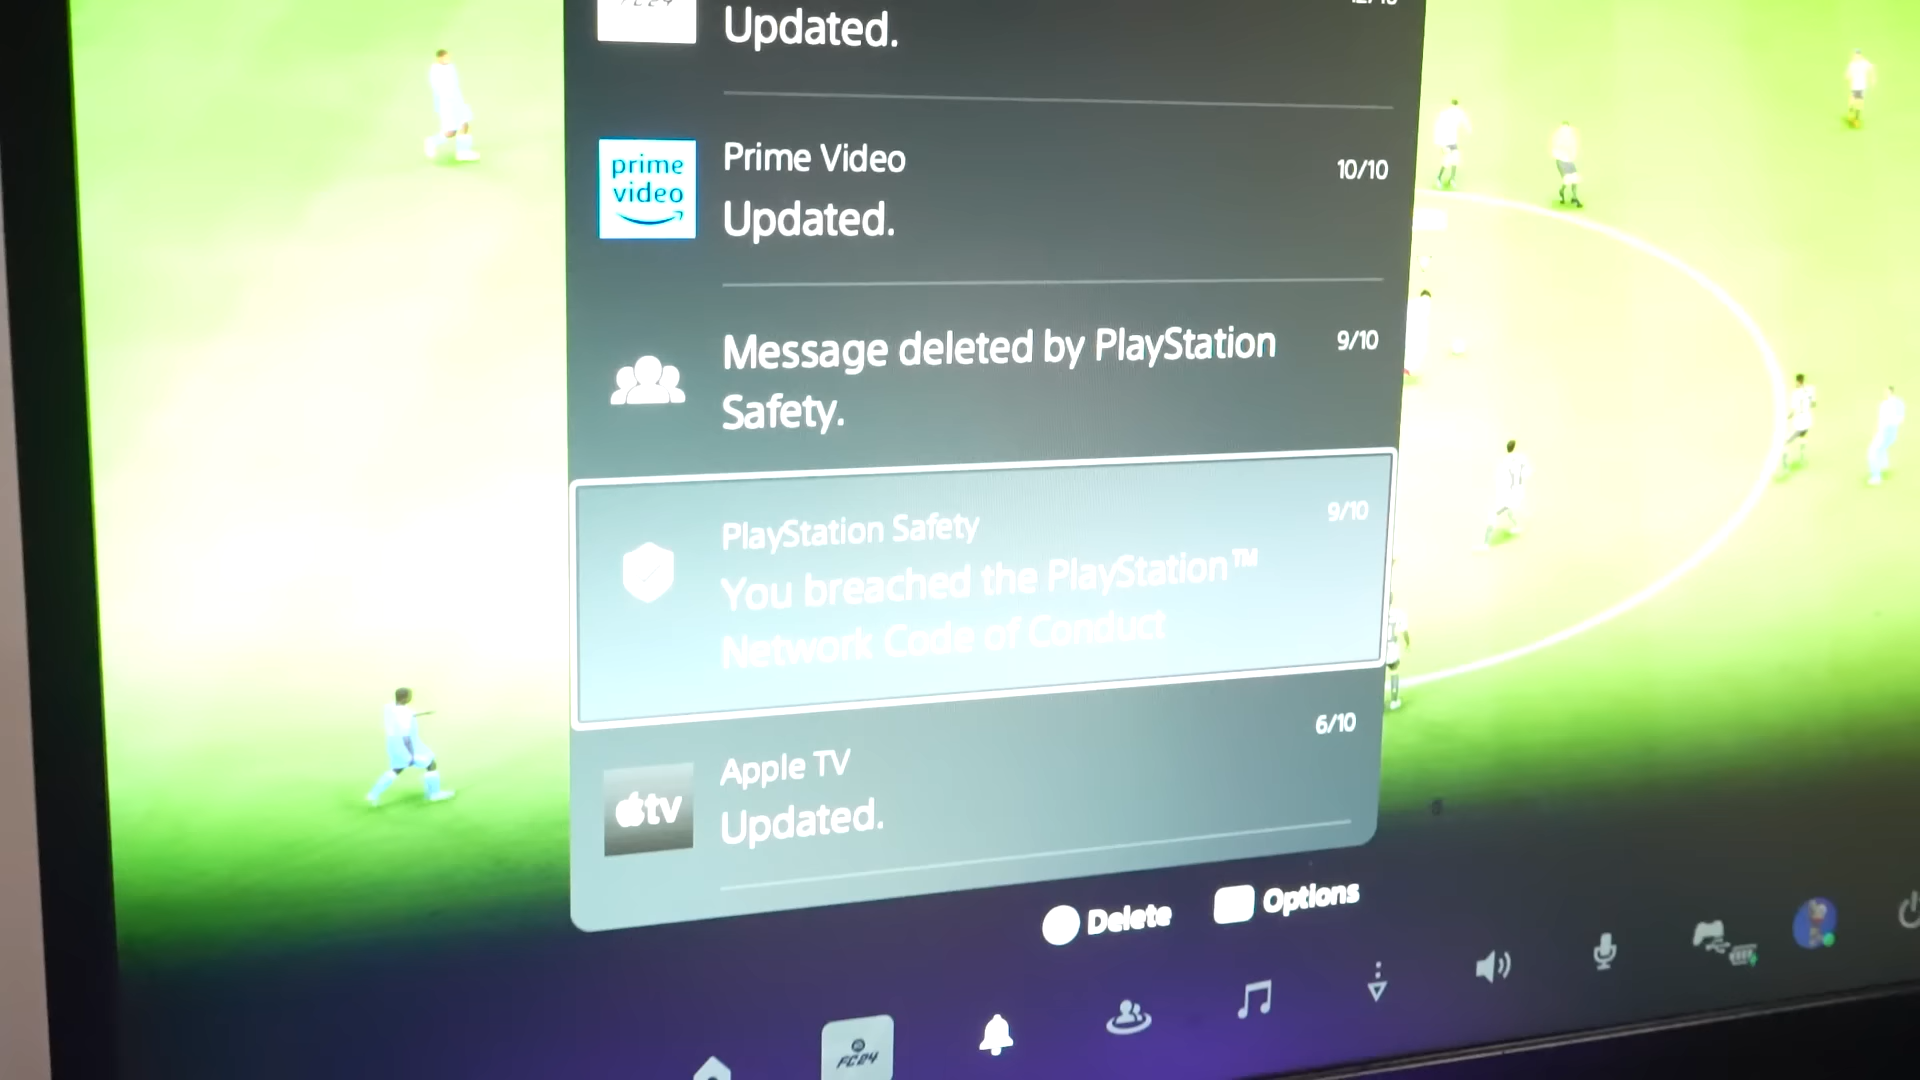 Updated.
prime
video
Prime Video
10/10
Updated.
Message deleted by PlayStation
9/10
Safety.
PlayStation Safety
9/10
You breached the PlayStation™
Network Code of Conduct
6/10
Apple TV
tv
Updated.
Delete
Options
FC24